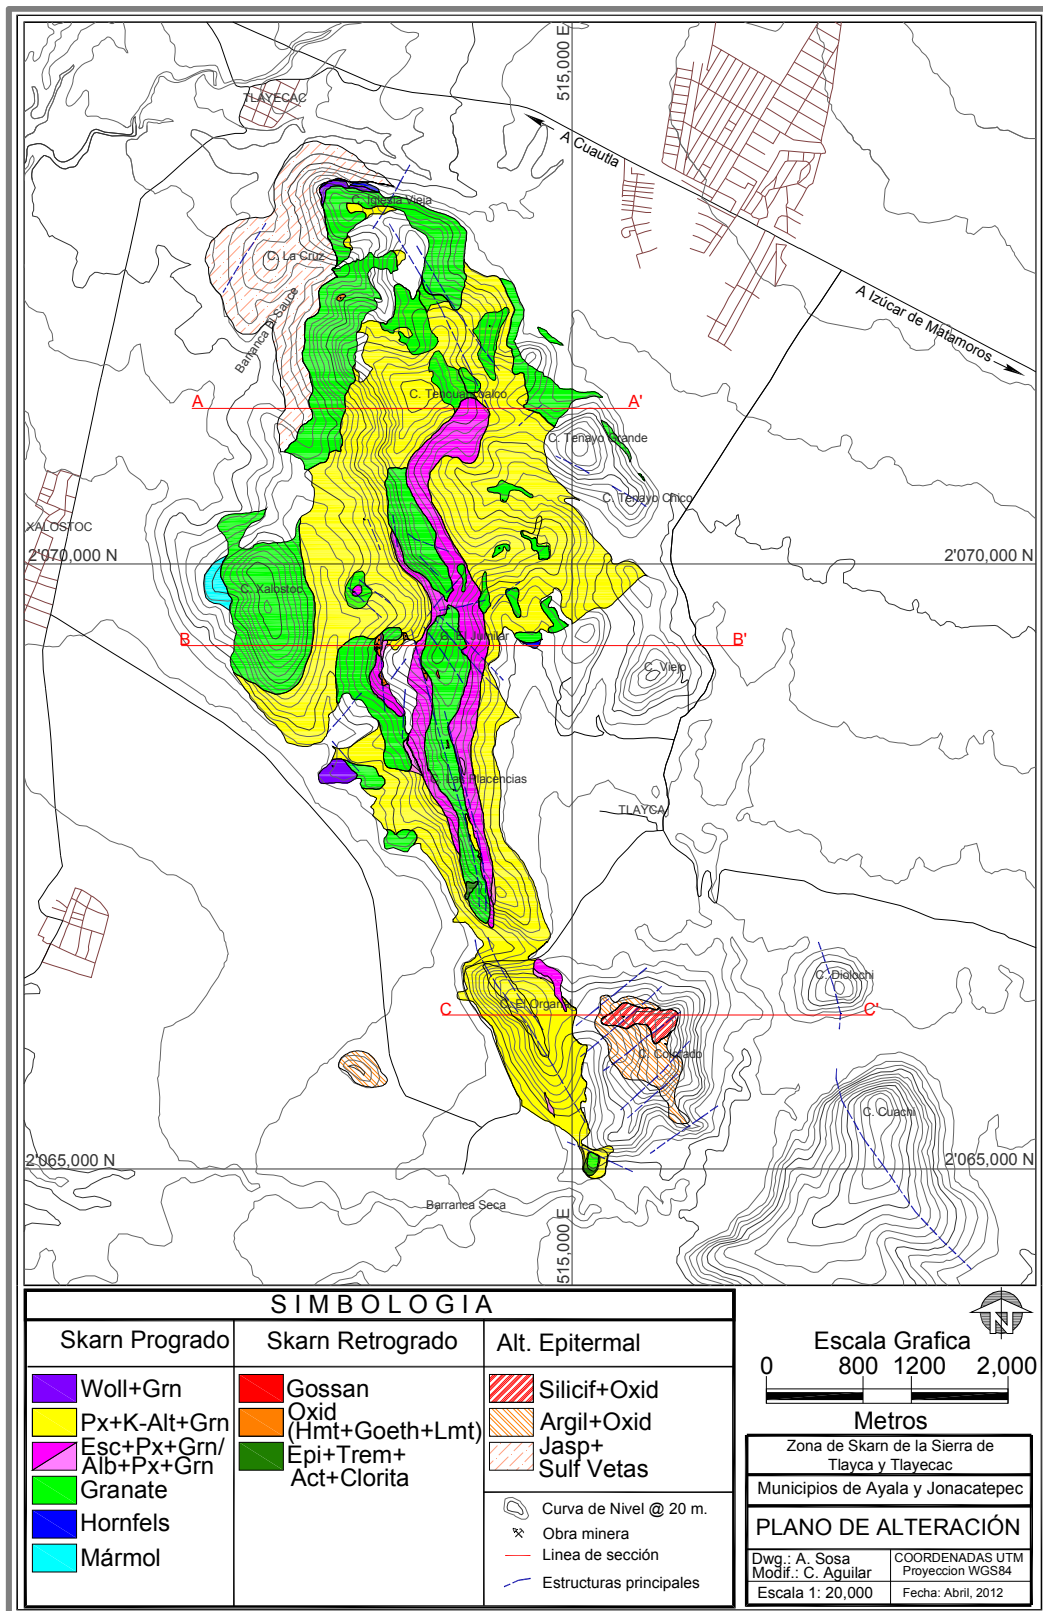 TLAYECAC
515,000 E
A Cuautla
C. Iglesia Vieja
C. La Cruz
A Izúcar de Matamoros
Barranca El Sauce
A
A'
C. Tenayo Grande
C. Tenayo Chico
XALOSTOC
2'070,000 N
2'070,000 N
C. Xalostoc
B
B'
C. Viejo
C. Las Placencias
TLAYCA
C. Diolochi
C
C. El Organal
C'
C. Colorado
C. Cuachi
2'065,000 N
2'065,000 N
Barranca Seca
515,000 E
SIMBOLOGIA
Skarn Progrado
Skarn Retrogrado
Alt. Epitermal
Woll+Grn
Px+K-Alt+Grn
Esc+Px+Grn/
Alb+Px+Grn
Granate
Hornfels
Mármol
Gossan
Oxid
(Hmt+Goeth+Lmt)
Epi+Trem+
Act+Clorita
Silicif+Oxid
Argil+Oxid
Jasp+
Sulf Vetas
Curva de Nivel @ 20 m.
Obra minera
Linea de sección
Estructuras principales
N
Escala Grafica
0 800 1200 2,000
Metros
Zona de Skarn de la Sierra de
Tlayca y Tlayecac
Municipios de Ayala y Jonacatepec
PLANO DE ALTERACIÓN
Dwg.: A. Sosa
Modif.: C. Aguilar
COORDENADAS UTM
Proyeccion WGS84
Escala 1: 20,000
Fecha: Abril, 2012